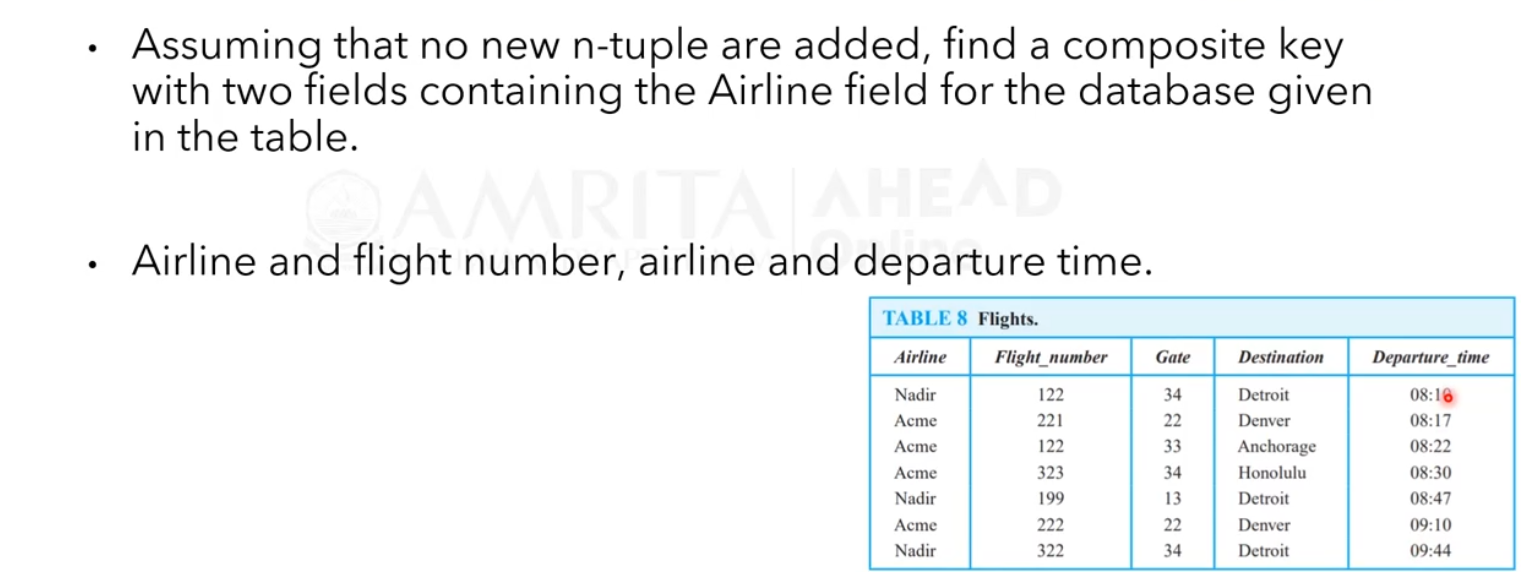 • Assuming that no new n-tuple are added, find a composite key
with two fields containing the Airline field for the database given
in the table.
AMRITA AHEAD
Online
• Airline and flight number, airline and departure time.
TABLE 8 Flights.
Airline Flight_number Gate Destination Departure_time
Nadir 122 34 Detroit 08:10
Acme 221 22 Denver 08:17
Acme 122 33 Anchorage 08:22
Acme 323 34 Honolulu 08:30
Nadir 199 13 Detroit 08:47
Acme 222 22 Denver 09:10
Nadir 322 34 Detroit 09:44